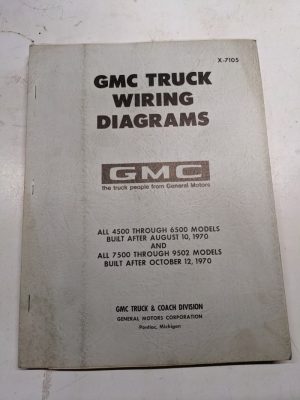 X-7105
GMC TRUCK
WIRING
DIAGRAMS
GMC
the truck people from General Motors
ALL 4500 THROUGH 6500 MODELS
BUILT AFTER AUGUST 10, 1970
AND
ALL 7500 THROUGH 9502 MODELS
BUILT AFTER OCTOBER 12, 1970
GMC TRUCK & COACH DIVISION
GENERAL MOTORS CORPORATION
Pontiac, Michigan